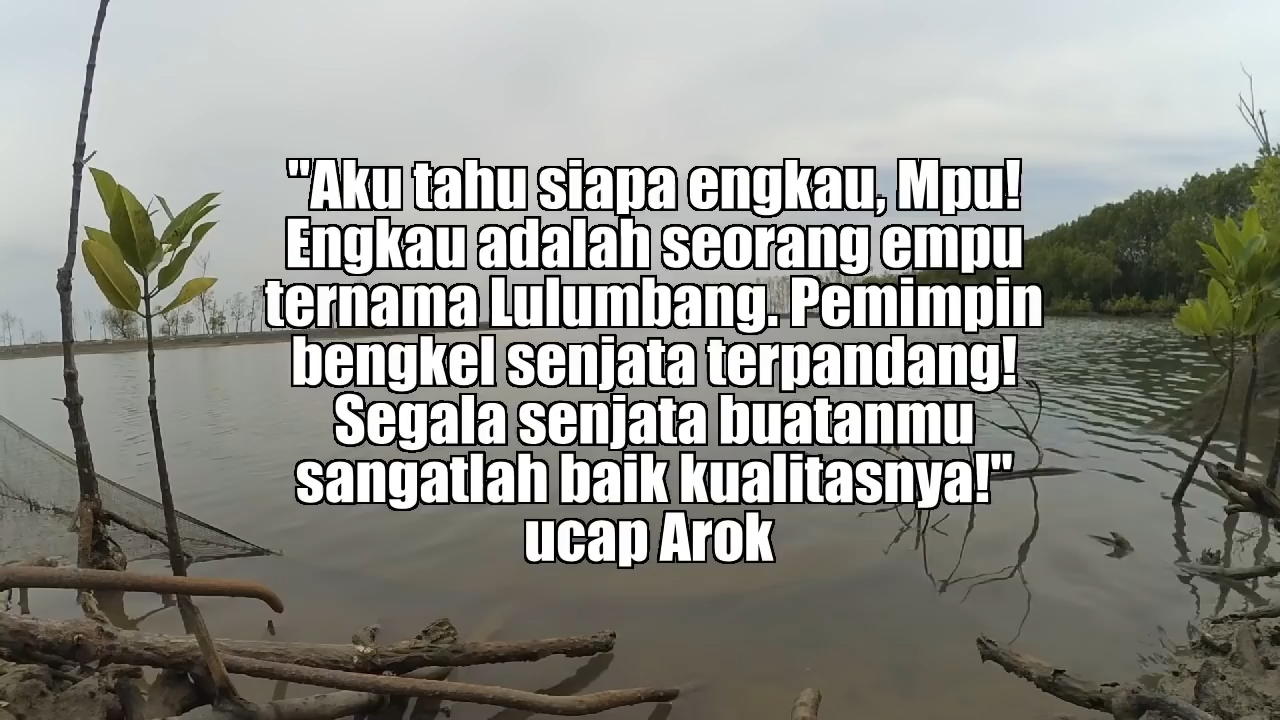 "Aku tahu siapa engkau, Mpu!
Engkau adalah seorang empu
ternama Lulumbang. Pemimpin
bengkel senjata terpandang!
Segala senjata buatanmu
sangatlah baik kualitasnya!"
ucap Arok